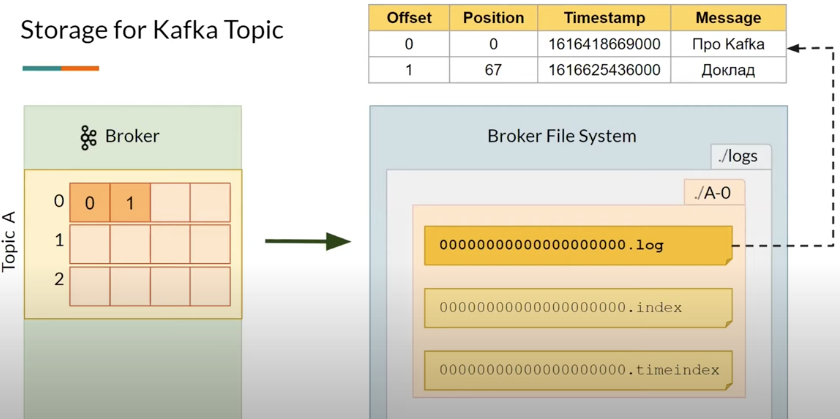 Storage for Kafka Topic
Offset Position Timestamp Message
0 0 1616418669000 Про Kafka
1 67 1616625436000 Доклад
Broker
Topic A
0 0 1
1
2
Broker File System
./logs
./A-0
00000000000000000000.log
00000000000000000000.index
00000000000000000000.timeindex